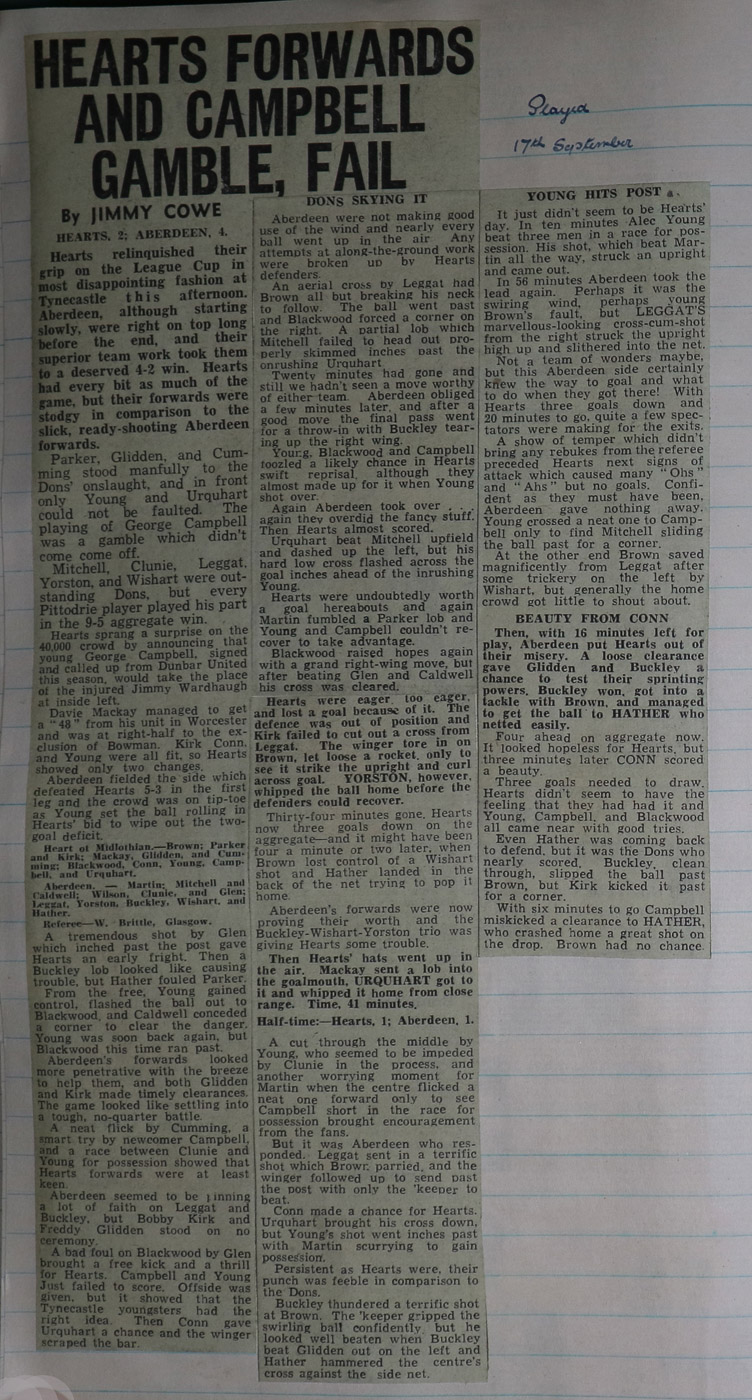 HEARTS FORWARDS
AND CAMPBELL
GAMBLE, FAIL
Played
17th September
By JIMMY COWE
HEARTS, 2; ABERDEEN, 4.
Hearts relinquished their
grip on the League Cup in
most disappointing fashion at
Tynecastle this afternoon.
Aberdeen, although starting
slowly, were right on top long
before the end, and their
superior team work took them
to a deserved 4-2 win. Hearts
had every bit as much of the
game, but their forwards were
stodgy in comparison to the
slick, ready-shooting Aberdeen
forwards.
Parker, Glidden, and Cum-
ming stood manfully to the
Dons' onslaught, and in front
only Young and Urquhart
could not be faulted. The
playing of George Campbell
was a gamble which didn't
come come off.
Mitchell, Clunie, Leggat,
Yorston, and Wishart were out-
standing Dons, but every
Pittodrie player played his part
in the 9-5 aggregate win.
Hearts sprang a surprise on the
40,000 crowd by announcing that
young George Campbell, signed
and called up from Dunbar United
this season, would take the place
of the injured Jimmy Wardhaugh
at inside left.
Davie Mackay managed to get
a "48" from his unit in Worcester
and was at right-half to the ex-
clusion of Bowman. Kirk Conn,
and Young were all fit, so Hearts
showed only two changes.
Aberdeen fielded the side which
defeated Hearts 5-3 in the first
leg and the crowd was on tip-toe
as Young set the ball rolling in
Hearts' bid to wipe out the two-
goal deficit.
Heart of Midlothian.—Brown; Parker
and Kirk; Mackay, Glidden, and Cum-
ming; Blackwood, Conn, Young, Camp-
bell, and Urquhart.
Aberdeen. — Martin; Mitchell and
Caldwell; Wilson, Clunie, and Glen;
Leggat, Yorston, Buckley, Wishart, and
Hather.
Referee—W. Brittle, Glasgow.
A tremendous shot by Glen
which inched past the post gave
Hearts an early fright. Then a
Buckley lob looked like causing
trouble, but Hather fouled Parker.
From the free, Young gained
control, flashed the ball out to
Blackwood, and Caldwell conceded
a corner to clear the danger.
Young was soon back again, but
Blackwood this time ran past.
Aberdeen's forwards looked
more penetrative with the breeze
to help them, and both Glidden
and Kirk made timely clearances.
The game looked like settling into
a tough, no-quarter battle.
A neat flick by Cumming, a
smart try by newcomer Campbell,
and a race between Clunie and
Young for possession showed that
Hearts forwards were at least
keen.
Aberdeen seemed to be pinning
a lot of faith on Leggat and
Buckley, but Bobby Kirk and
Freddy Glidden stood on no
ceremony.
A bad foul on Blackwood by Glen
brought a free kick and a thrill
for Hearts. Campbell and Young
Just failed to score. Offside was
given, but it showed that the
Tynecastle youngsters had the
right idea. Then Conn gave
Urquhart a chance and the winger
scraped the bar.
DONS SKYING IT
Aberdeen were not making good
use of the wind and nearly every
ball went up in the air Any
attempts at along-the-ground work
were broken up by Hearts
defenders.
An aerial cross by Leggat had
Brown all but breaking his neck
to follow. The ball went past
and Blackwood forced a corner on
the right. A partial lob which
Mitchell failed to head out pro-
perly skimmed inches past the
onrushing Urquhart
Twenty minutes had gone and
still we hadn't seen a move worthy
of either team. Aberdeen obliged
a few minutes later, and after a
good move the final pass went
for a throw-in with Buckley tear-
ing up the right wing.
Young, Blackwood and Campbell
foozled a likely chance in Hearts
swift reprisal, although they
almost made up for it when Young
shot over.
Again Aberdeen took over . . .
again they overdid the fancy stuff.
Then Hearts almost scored.
Urquhart beat Mitchell upfield
and dashed up the left, but his
hard low cross flashed across the
goal inches ahead of the inrushing
Young.
Hearts were undoubtedly worth
a goal hereabouts and again
Martin fumbled a Parker lob and
Young and Campbell couldn't re-
cover to take advantage.
Blackwood raised hopes again
with a grand right-wing move, but
after beating Glen and Caldwell
his cross was cleared.
Hearts were eager, too eager,
and lost a goal because of it. The
defence was out of position and
Kirk failed to cut out a cross from
Leggat. The winger tore in on
Brown, let loose a rocket, only to
see it strike the upright and curl
across goal. YORSTON, however,
whipped the ball home before the
defenders could recover.
Thirty-four minutes gone. Hearts
now three goals down on the
aggregate—and it might have been
four a minute or two later, when
Brown lost control of a Wishart
shot and Hather landed in the
back of the net trying to pop it
home.
Aberdeen's forwards were now
proving their worth and the
Buckley-Wishart-Yorston trio was
giving Hearts some trouble.
Then Hearts' hats went up in
the air. Mackay sent a lob into
the goalmouth, URQUHART got to
it and whipped it home from close
range. Time, 41 minutes.
Half-time:—Hearts, 1; Aberdeen, 1.
A cut through the middle by
Young, who seemed to be impeded
by Clunie in the process, and
another worrying moment for
Martin when the centre flicked a
neat one forward only to see
Campbell short in the race for
possession brought encouragement
from the fans.
But it was Aberdeen who res-
ponded. Leggat sent in a terrific
shot which Brown parried, and the
winger followed up to send past
the post with only the 'keeper to
beat.
Conn made a chance for Hearts.
Urquhart brought his cross down,
but Young's shot went inches past
with Martin scurrying to gain
possession.
Persistent as Hearts were, their
punch was feeble in comparison to
the Dons.
Buckley thundered a terrific shot
at Brown. The 'keeper gripped the
swirling ball confidently but he
looked well beaten when Buckley
beat Glidden out on the left and
Hather hammered the centre's
cross against the side net.
YOUNG HITS POST
It just didn't seem to be Hearts'
day. In ten minutes Alec Young
beat three men in a race for pos-
session. His shot, which beat Mar-
tin all the way, struck an upright
and came out.
In 56 minutes Aberdeen took the
lead again. Perhaps it was the
swiring wind, perhaps young
Brown's fault, but LEGGAT'S
marvellous-looking cross-cum-shot
from the right struck the upright
high up and slithered into the net.
Not a team of wonders maybe,
but this Aberdeen side certainly
knew the way to goal and what
to do when they got there! With
Hearts three goals down and
20 minutes to go, quite a few spec-
tators were making for the exits.
A show of temper which didn't
bring any rebukes from the referee
preceded Hearts next signs of
attack which caused many "Ohs"
and "Ahs" but no goals. Confi-
dent as they must have been,
Aberdeen gave nothing away.
Young crossed a neat one to Camp-
bell only to find Mitchell sliding
the ball past for a corner.
At the other end Brown saved
magnificently from Leggat after
some trickery on the left by
Wishart, but generally the home
crowd got little to shout about.
BEAUTY FROM CONN
Then, with 16 minutes left for
play, Aberdeen put Hearts out of
their misery. A loose clearance
gave Glidden and Buckley a
chance to test their sprinting
powers. Buckley won, got into a
tackle with Brown, and managed
to get the ball to HATHER who
netted easily.
Four ahead on aggregate now.
It looked hopeless for Hearts, but
three minutes later CONN scored
a beauty.
Three goals needed to draw.
Hearts didn't seem to have the
feeling that they had had it and
Young, Campbell, and Blackwood
all came near with good tries.
Even Hather was coming back
to defend, but it was the Dons who
nearly scored. Buckley, clean
through, slipped the ball past
Brown, but Kirk kicked it past
for a corner.
With six minutes to go Campbell
miskicked a clearance to HATHER,
who crashed home a great shot on
the drop. Brown had no chance.